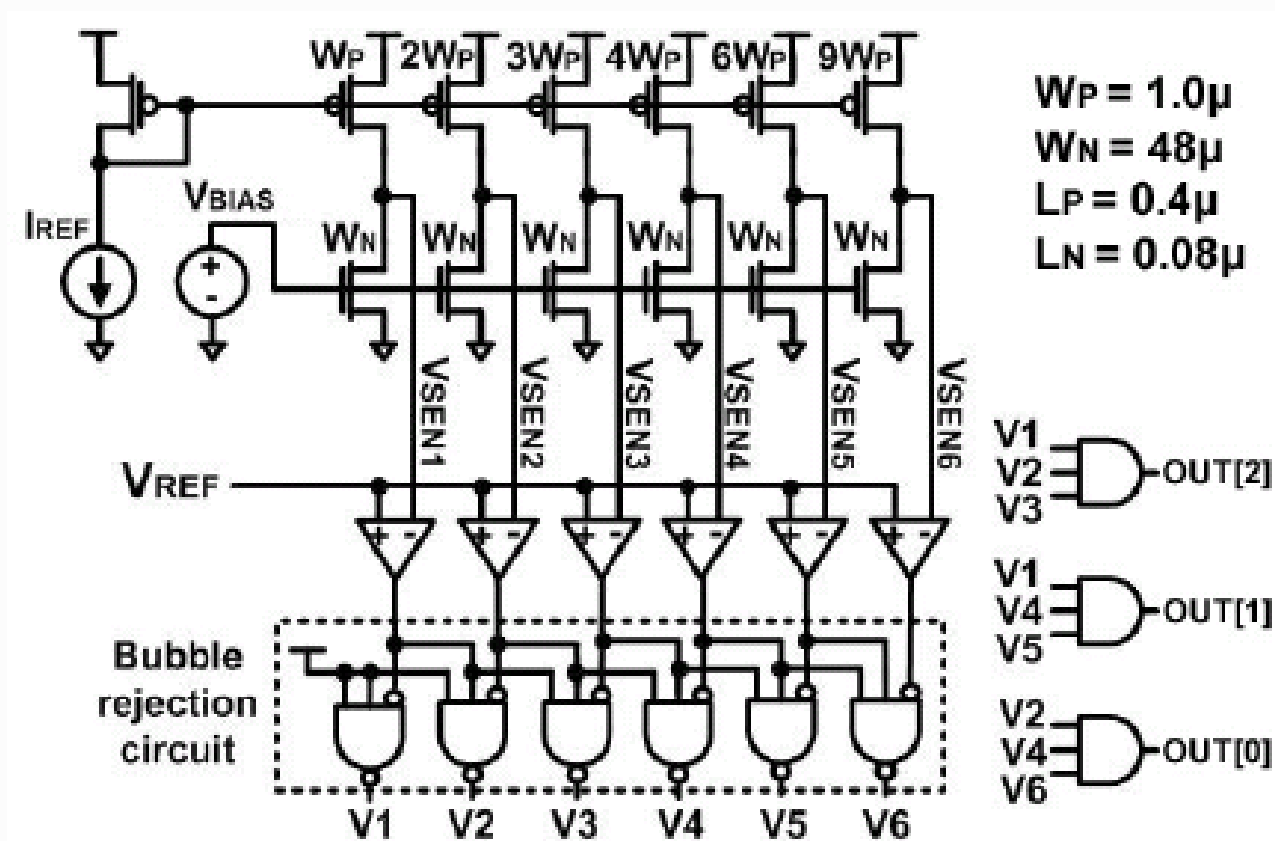 WP 2WP 3WP 4WP 6WP 9WP
WP = 1.0µ
WN = 48µ
LP = 0.4µ
LN = 0.08µ
IREF
VBIAS
+
-
WN WN WN WN WN WN
VSEN1 VSEN2 VSEN3 VSEN4 VSEN5 VSEN6
VREF
+ - + - + - + - + - + -
Bubble
rejection
circuit
V1 V2 V3 V4 V5 V6
V1
V2
V3
OUT[2]
V1
V4
V5
OUT[1]
V2
V4
V6
OUT[0]